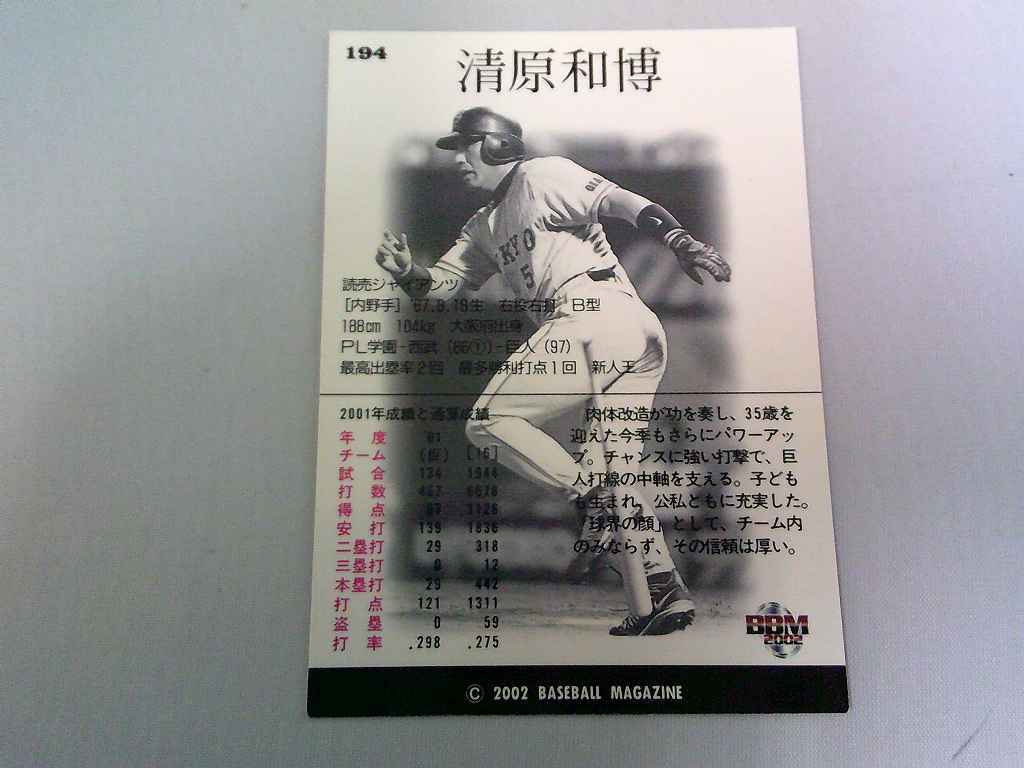 194
清原和博
読売ジャイアンツ
［内野手］ '67.8.18生 右投右打 B型
188cm 104kg 大阪府出身
PL学園-西武（86①）-巨人（97）
最高出塁率2回 最多勝利打点1回 新人王
2001年成績と通算成績
年度 '01
チーム （巨） ［16］
試合 134 1944
打数 467 6678
得点 1126
安打 139 1836
二塁打 29 318
三塁打 0 12
本塁打 29 442
打点 121 1311
盗塁 0 59
打率 .298 .275
肉体改造が功を奏し、35歳を
迎えた今季もさらにパワーアッ
プ。チャンスに強い打撃で、巨
人打線の中軸を支える。子ども
も生まれ、公私ともに充実した。
「球界の顔」として、チーム内
のみならず、その信頼は厚い。
KYO
5
BBM
2002
© 2002 BASEBALL MAGAZINE